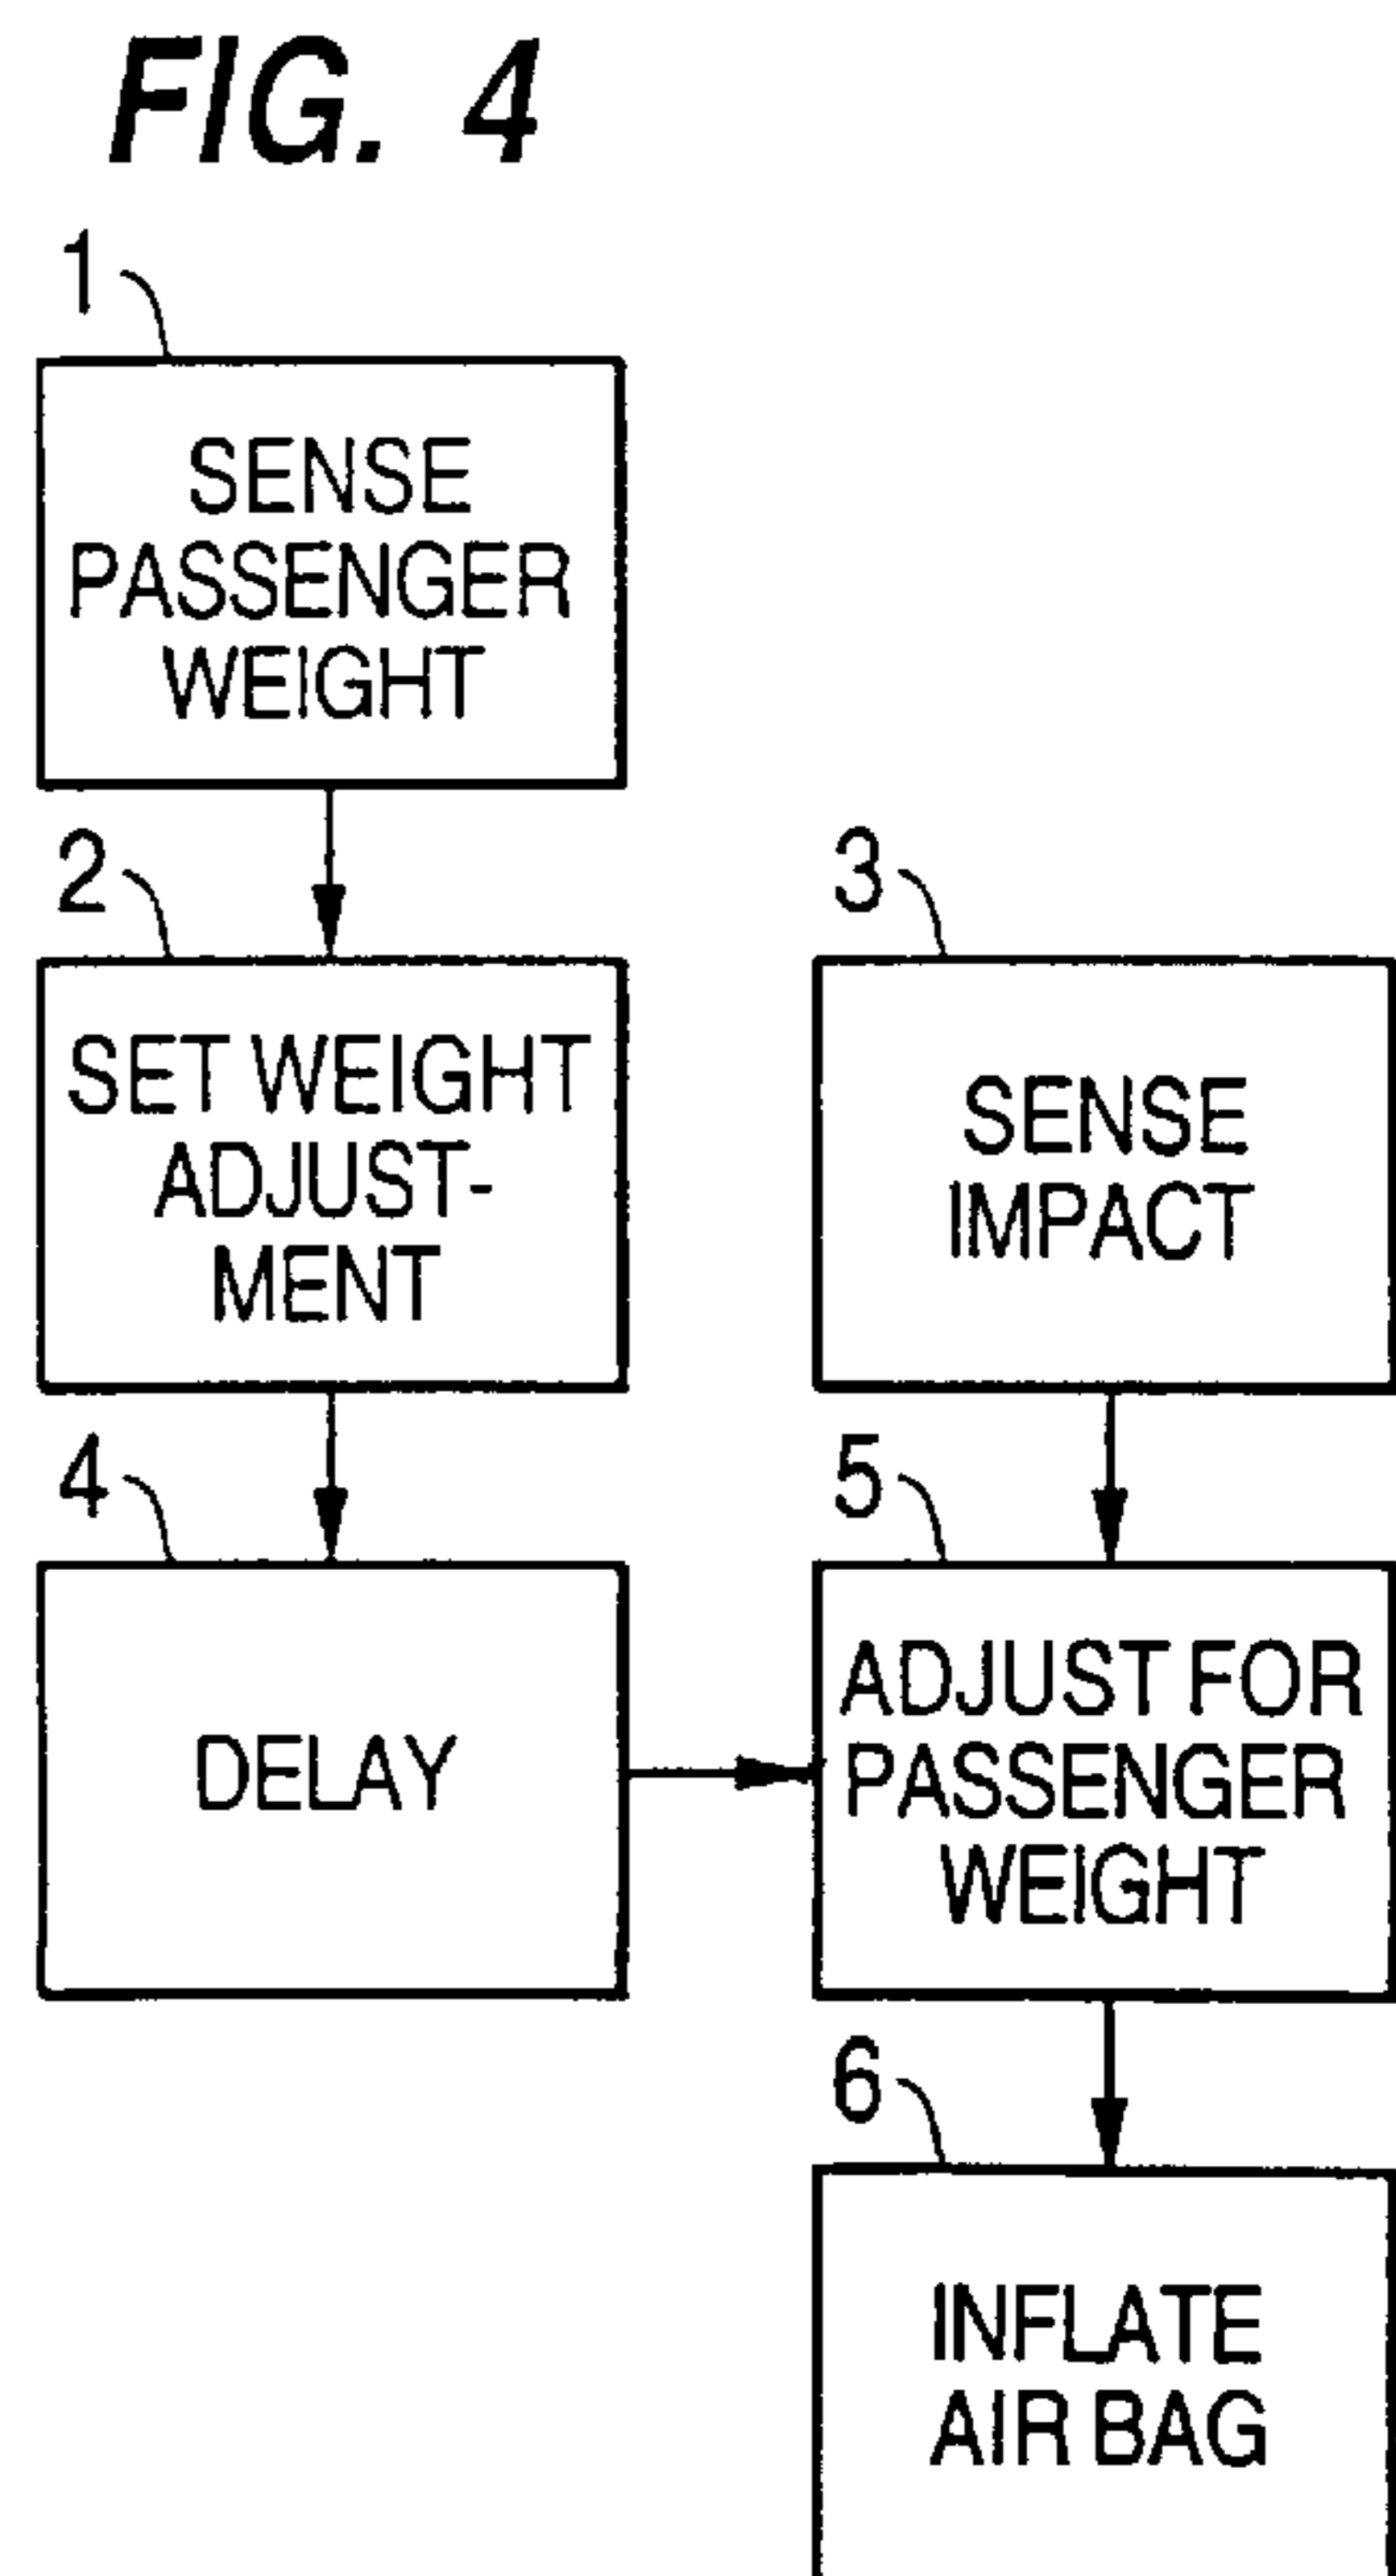 FIG. 4
1
SENSE
PASSENGER
WEIGHT
2
SET WEIGHT
ADJUST-
MENT
3
SENSE
IMPACT
4
DELAY
5
ADJUST FOR
PASSENGER
WEIGHT
6
INFLATE
AIR BAG